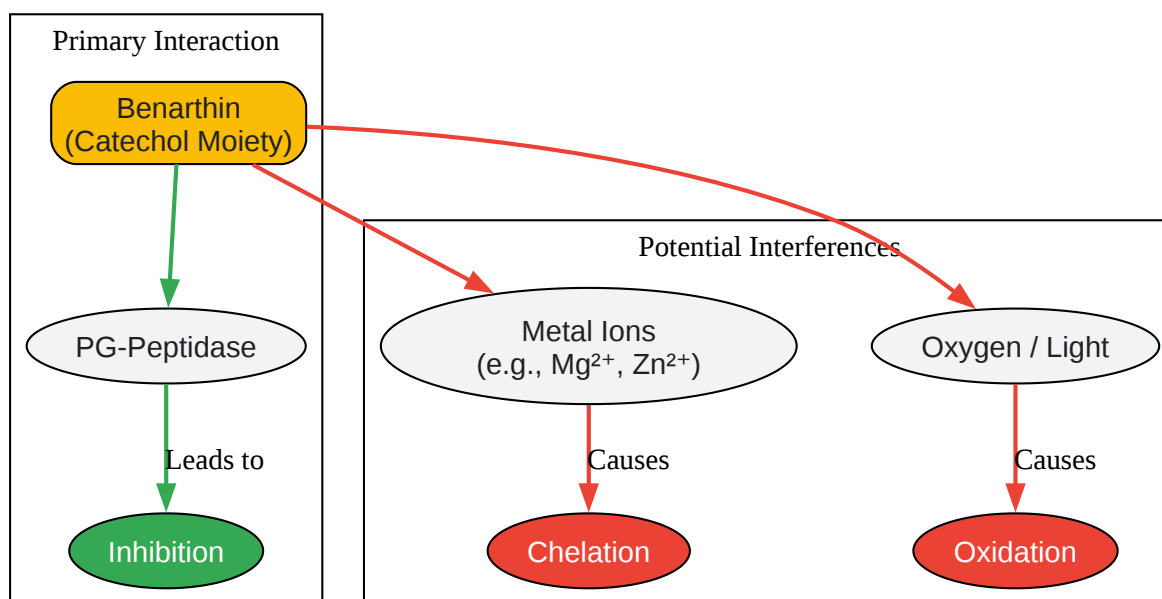 Primary Interaction
Benarthin
(Catechol Moiety)
Potential Interferences
PG-Peptidase
Metal Ions
(e.g., Mg²⁺, Zn²⁺)
Oxygen / Light
Leads to
Causes
Causes
Inhibition
Chelation
Oxidation